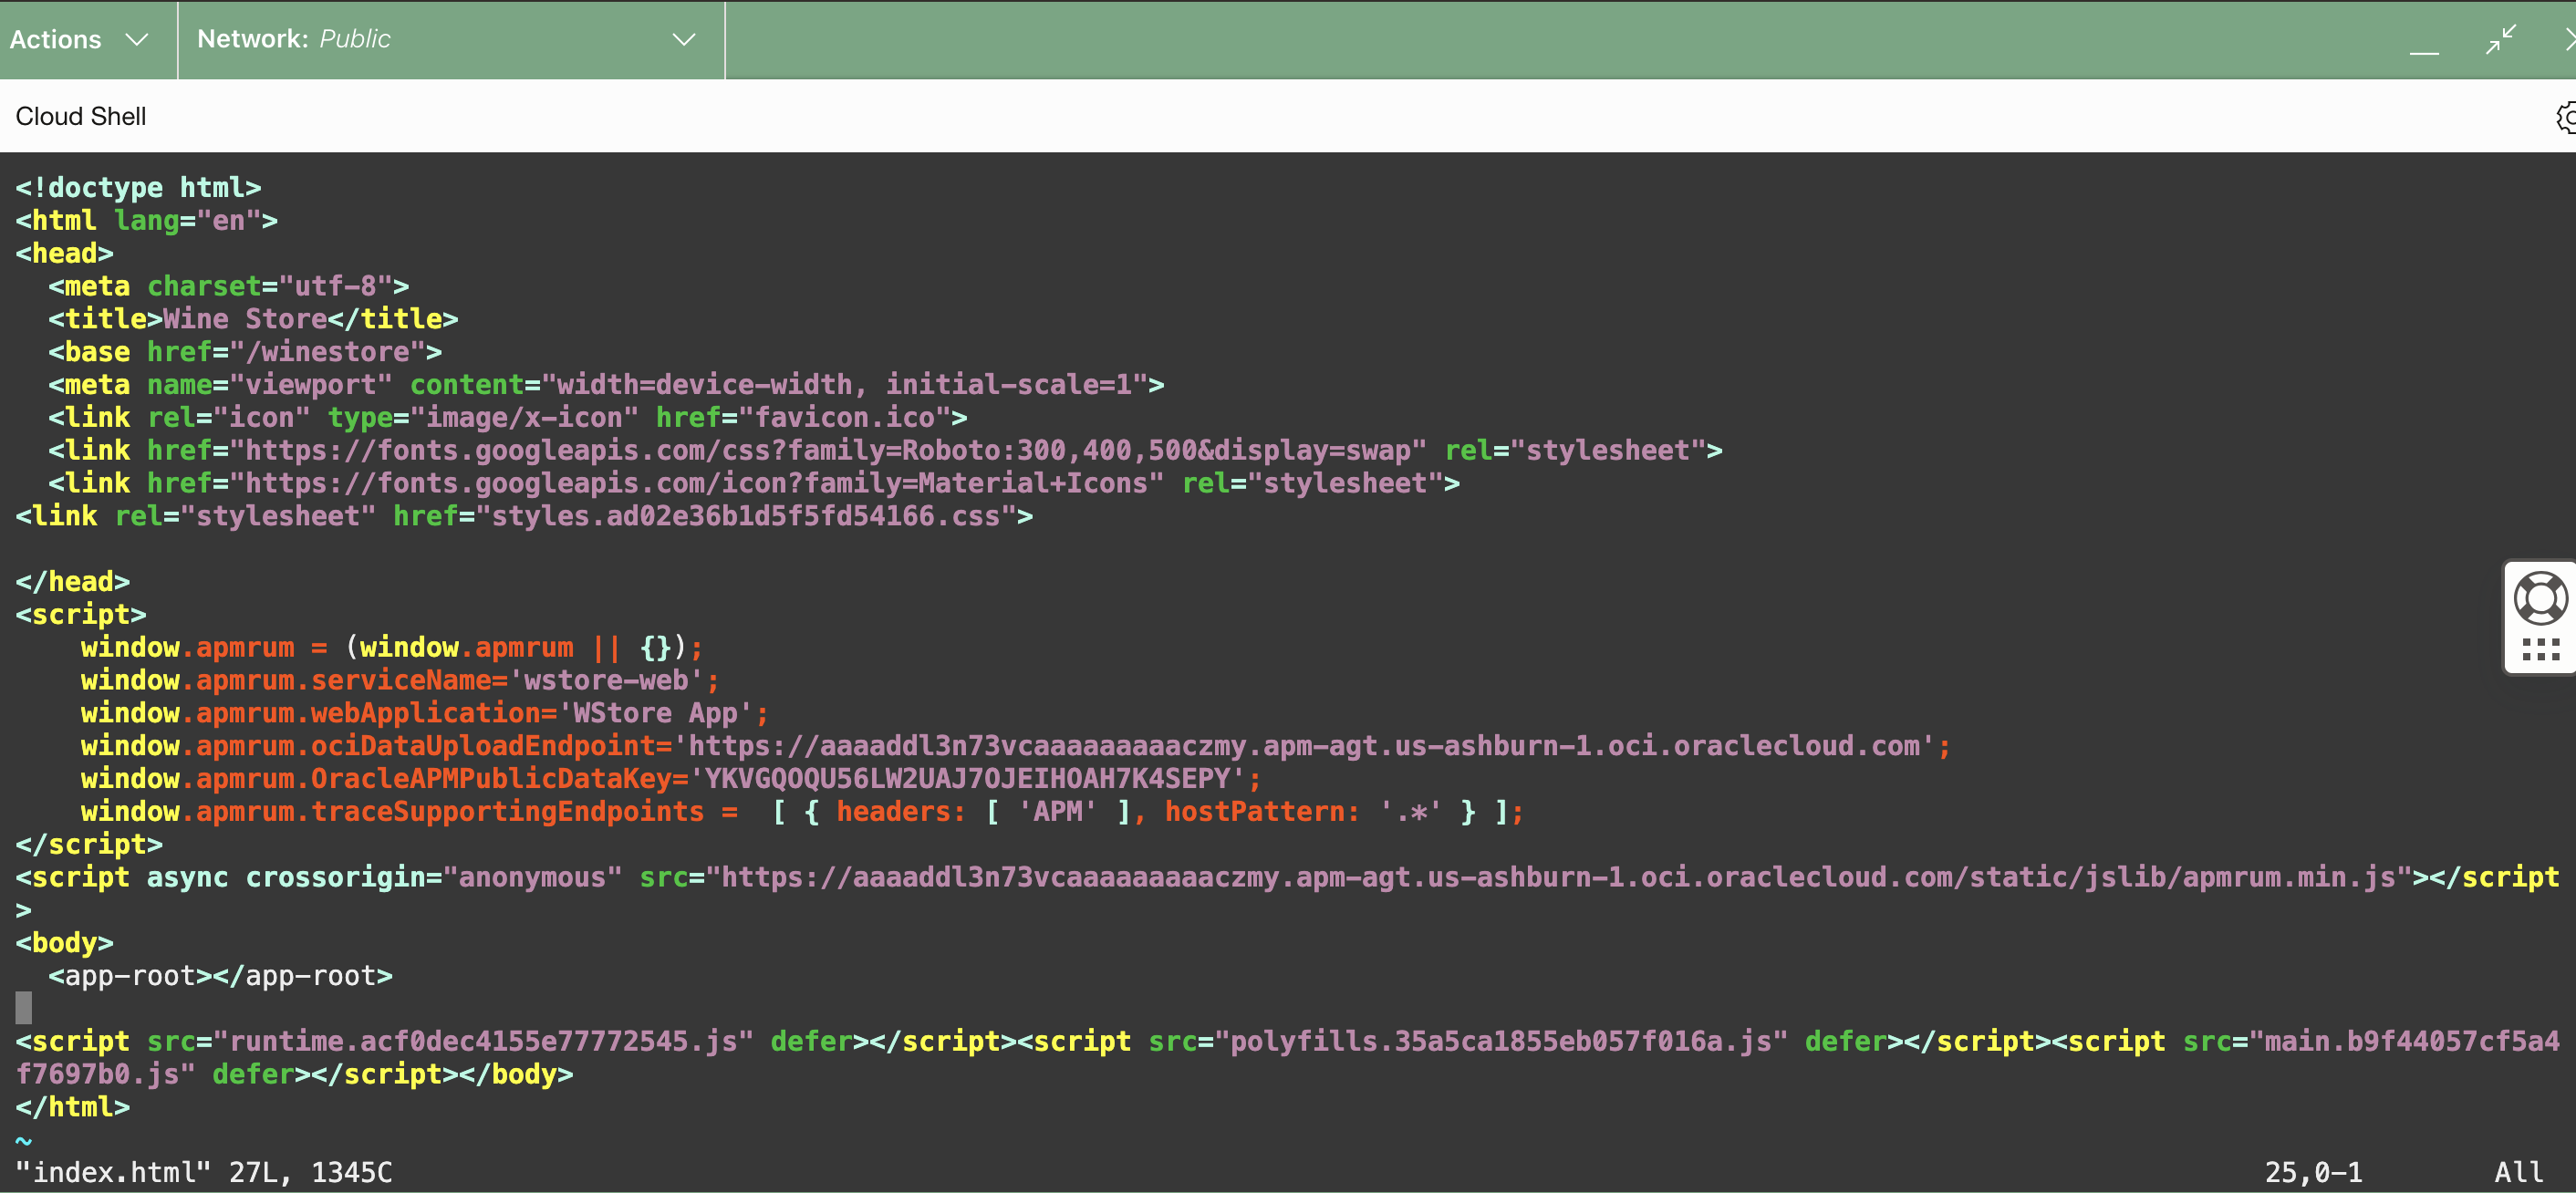 Actions
Network: Public
Cloud Shell
<!doctype html>
<html lang="en">
<head>
  <meta charset="utf-8">
  <title>Wine Store</title>
  <base href="/winestore">
  <meta name="viewport" content="width=device-width, initial-scale=1">
  <link rel="icon" type="image/x-icon" href="favicon.ico">
  <link href="https://fonts.googleapis.com/css?family=Roboto:300,400,500&display=swap" rel="stylesheet">
  <link href="https://fonts.googleapis.com/icon?family=Material+Icons" rel="stylesheet">
<link rel="stylesheet" href="styles.ad02e36b1d5f5fd54166.css">
</head>
<script>
    window.apmrum = (window.apmrum || {});
    window.apmrum.serviceName='wstore-web';
    window.apmrum.webApplication='WStore App';
    window.apmrum.ociDataUploadEndpoint='https://aaaaddl3n73vcaaaaaaaaaczmy.apm-agt.us-ashburn-1.oci.oraclecloud.com';
    window.apmrum.OracleAPMPublicDataKey='YKVGQOQU56LW2UAJ7OJEIHOAH7K4SEPY';
    window.apmrum.traceSupportingEndpoints =  [ { headers: [ 'APM' ], hostPattern: '.*' } ];
</script>
<script async crossorigin="anonymous" src="https://aaaaddl3n73vcaaaaaaaaaczmy.apm-agt.us-ashburn-1.oci.oraclecloud.com/static/jslib/apmrum.min.js"></script
>
<body>
  <app-root></app-root>
<script src="runtime.acf0dec4155e77772545.js" defer></script><script src="polyfills.35a5ca1855eb057f016a.js" defer></script><script src="main.b9f44057cf5a4
f7697b0.js" defer></script></body>
</html>
~
"index.html" 27L, 1345C
25,0-1
All